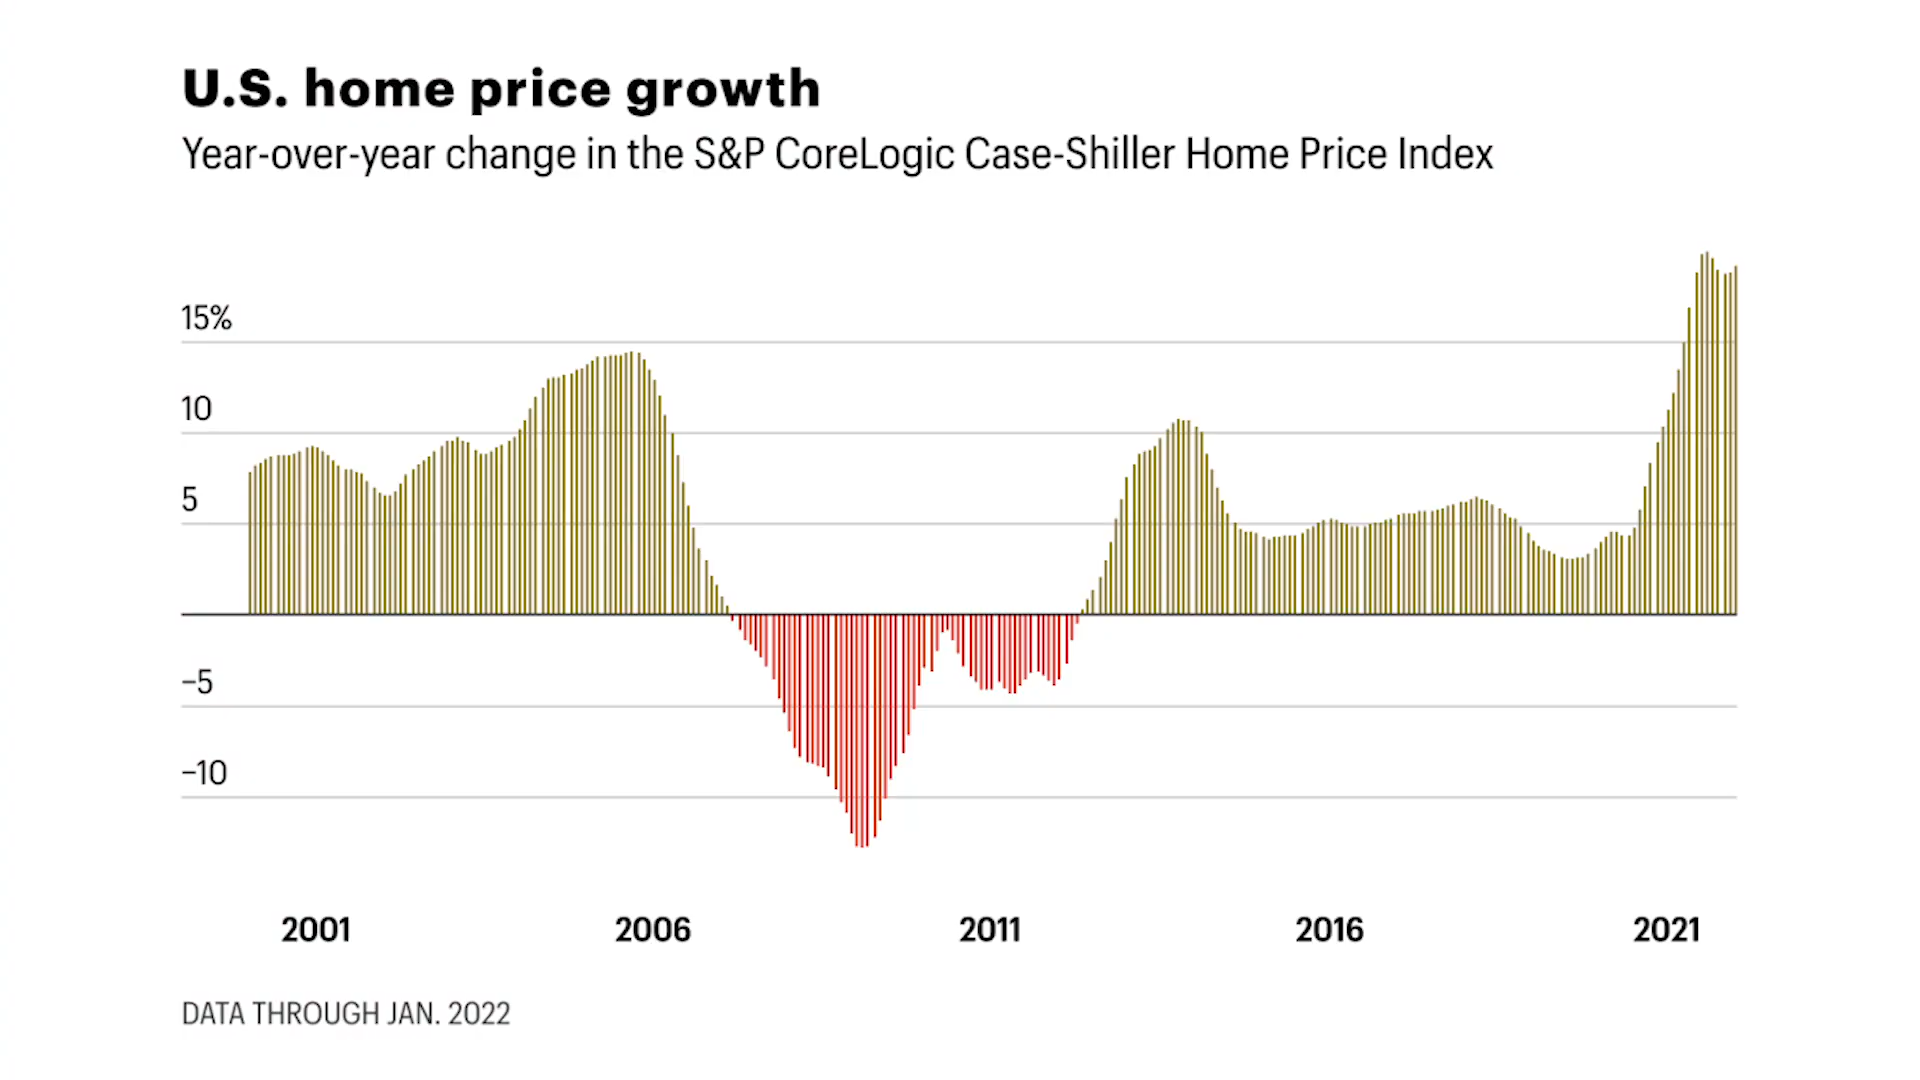 U.S. home price growth
Year-over-year change in the S&P CoreLogic Case-Shiller Home Price Index
15%
10
5
–5
–10
2001 2006 2011 2016 2021
DATA THROUGH JAN. 2022